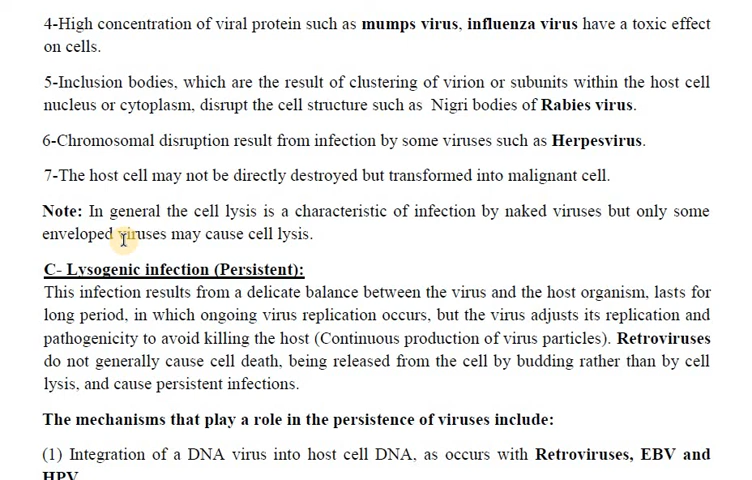 4-High concentration of viral protein such as mumps virus, influenza virus have a toxic effect
on cells.
5-Inclusion bodies, which are the result of clustering of virion or subunits within the host cell
nucleus or cytoplasm, disrupt the cell structure such as Nigri bodies of Rabies virus.
6-Chromosomal disruption result from infection by some viruses such as Herpesvirus.
7-The host cell may not be directly destroyed but transformed into malignant cell.
Note: In general the cell lysis is a characteristic of infection by naked viruses but only some
enveloped viruses may cause cell lysis.
C- Lysogenic infection (Persistent):
This infection results from a delicate balance between the virus and the host organism, lasts for
long period, in which ongoing virus replication occurs, but the virus adjusts its replication and
pathogenicity to avoid killing the host (Continuous production of virus particles). Retroviruses
do not generally cause cell death, being released from the cell by budding rather than by cell
lysis, and cause persistent infections.
The mechanisms that play a role in the persistence of viruses include:
(1) Integration of a DNA virus into host cell DNA, as occurs with Retroviruses, EBV and
HPV